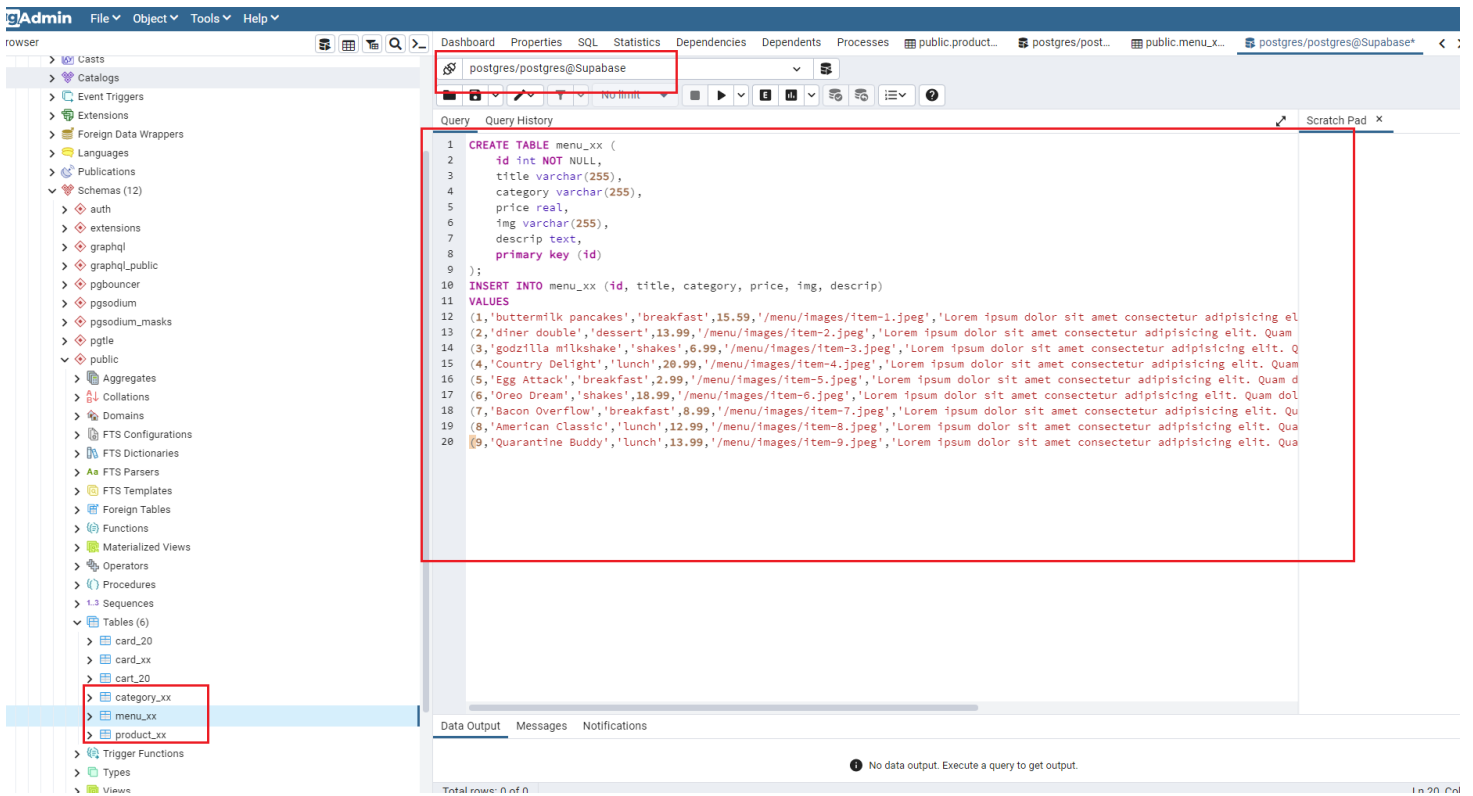 gAdmin File Object Tools Help
rowser
Dashboard Properties SQL Statistics Dependencies Dependents Processes public.product... postgres/post... public.menu_x... postgres/postgres@Supabase*
Casts
Catalogs
Event Triggers
Extensions
Foreign Data Wrappers
Languages
Publications
Schemas (12)
auth
extensions
graphql
graphql_public
pgbouncer
pgsodium
pgsodium_masks
pgtle
public
Aggregates
Collations
Domains
FTS Configurations
FTS Dictionaries
Aa FTS Parsers
FTS Templates
Foreign Tables
Functions
Materialized Views
Operators
Procedures
1..3 Sequences
Tables (6)
card_20
card_xx
cart_20
category_xx
menu_xx
product_xx
Trigger Functions
Types
Views
postgres/postgres@Supabase
No limit
E
Query Query History
Scratch Pad
1 CREATE TABLE menu_xx (
2 id int NOT NULL,
3 title varchar(255),
4 category varchar(255),
5 price real,
6 img varchar(255),
7 descrip text,
8 primary key (id)
9 );
10 INSERT INTO menu_xx (id, title, category, price, img, descrip)
11 VALUES
12 (1,'buttermilk pancakes','breakfast',15.59,'/menu/images/item-1.jpeg','Lorem ipsum dolor sit amet consectetur adipisicing el
13 (2,'diner double','dessert',13.99,'/menu/images/item-2.jpeg','Lorem ipsum dolor sit amet consectetur adipisicing elit. Quam
14 (3,'godzilla milkshake','shakes',6.99,'/menu/images/item-3.jpeg','Lorem ipsum dolor sit amet consectetur adipisicing elit. Q
15 (4,'Country Delight','lunch',20.99,'/menu/images/item-4.jpeg','Lorem ipsum dolor sit amet consectetur adipisicing elit. Quam
16 (5,'Egg Attack','breakfast',2.99,'/menu/images/item-5.jpeg','Lorem ipsum dolor sit amet consectetur adipisicing elit. Quam d
17 (6,'Oreo Dream','shakes',18.99,'/menu/images/item-6.jpeg','Lorem ipsum dolor sit amet consectetur adipisicing elit. Quam dol
18 (7,'Bacon Overflow','breakfast',8.99,'/menu/images/item-7.jpeg','Lorem ipsum dolor sit amet consectetur adipisicing elit. Qu
19 (8,'American Classic','lunch',12.99,'/menu/images/item-8.jpeg','Lorem ipsum dolor sit amet consectetur adipisicing elit. Qua
20 (9,'Quarantine Buddy','lunch',13.99,'/menu/images/item-9.jpeg','Lorem ipsum dolor sit amet consectetur adipisicing elit. Qua
Data Output Messages Notifications
No data output. Execute a query to get output.
Total rows: 0 of 0
Ln 20, Col